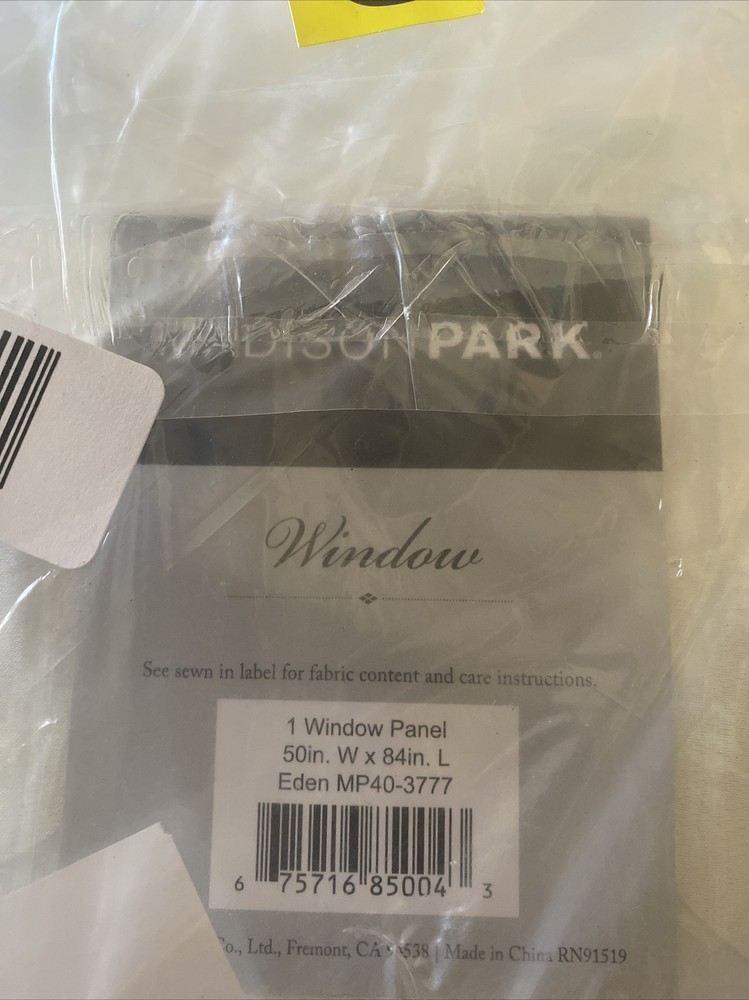 MADISON PARK.
Window
See sewn in label for fabric content and care instructions.
1 Window Panel
50in. W x 84in. L
Eden MP40-3777
6 75716 85004 3
Co., Ltd., Fremont, CA | Made in China RN91519